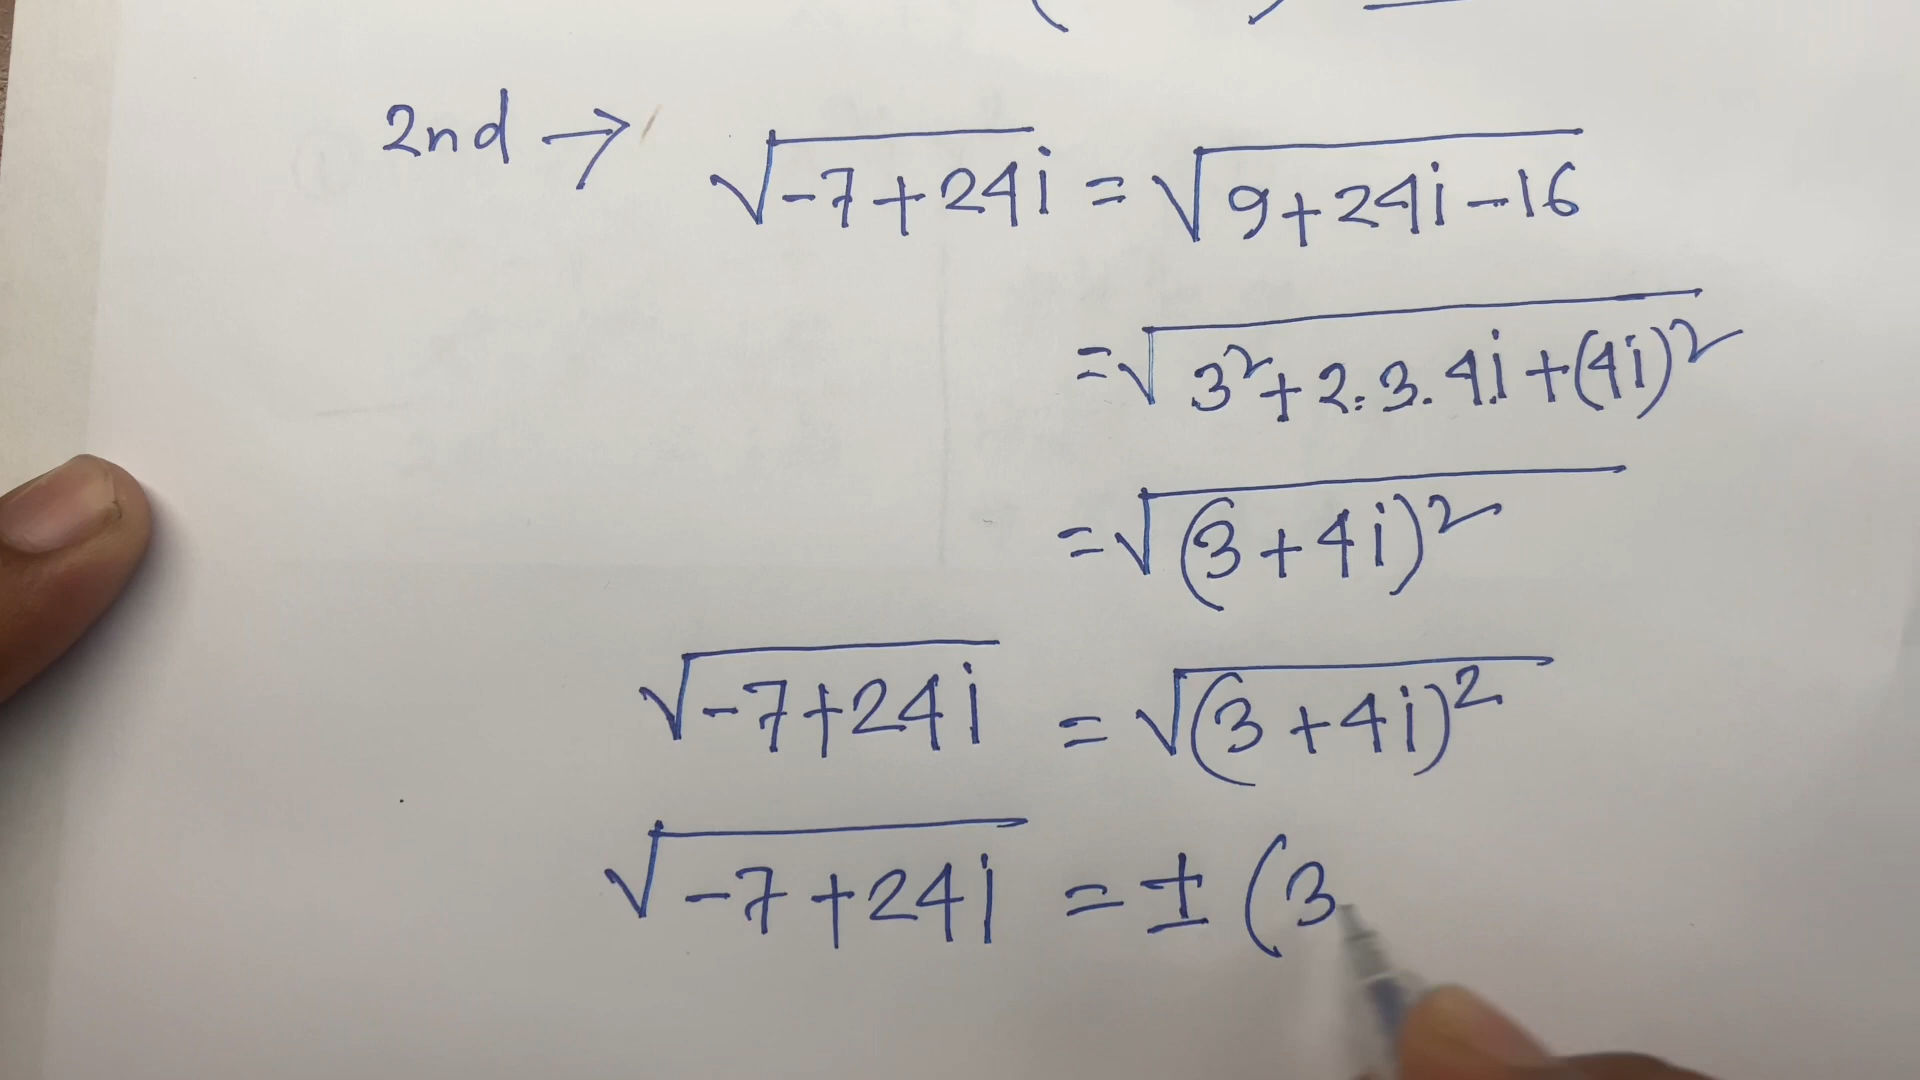 2nd → √-7+24i = √9+24i-16
= √3²+2.3.4i+(4i)²
= √(3+4i)²
√-7+24i = √(3+4i)²
√-7+24i = ± (3